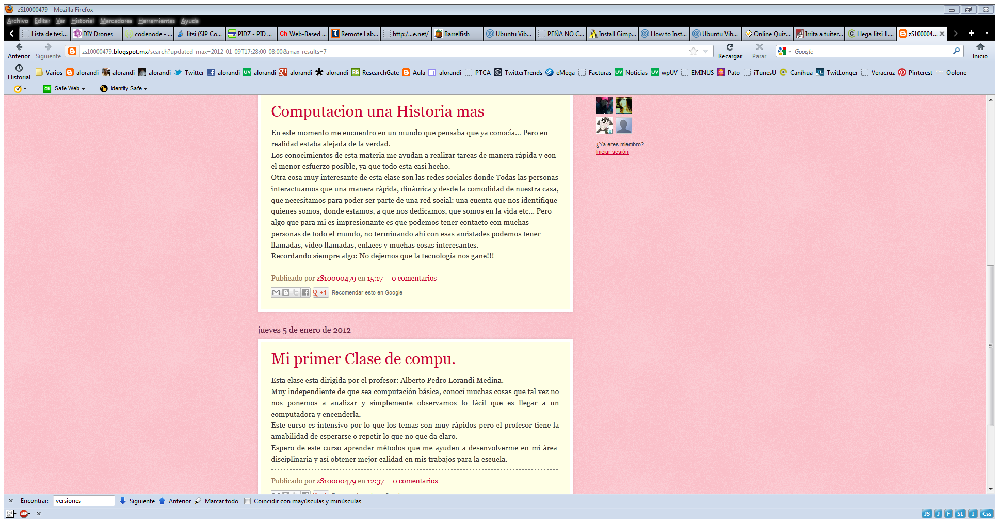 zS10000479 - Mozilla Firefox
Archivo Editar Ver Historial Marcadores Herramientas Ayuda
Lista de tesi... DIY Drones codenode - ... Jitsi (SIP Co... PIDZ - PID ... Web-Based ... Remote Lab... http:/...e.net/ Barrelfish Ubuntu Vib... PEÑA NO C... Install Gimp... How to Inst... Ubuntu Vib... Online Quiz... Irrita a tuiter... Llega Jitsi 1.... zS100004...
Anterior Siguiente zs10000479.blogspot.mx/search?updated-max=2012-01-09T17:28:00-08:00&max-results=7 Recargar Parar Google Inicio
Historial Varios alorandi alorandi alorandi Twitter alorandi alorandi alorandi alorandi ResearchGate Aula alorandi PTCA TwitterTrends eMega Facturas Noticias wpUV EMINUS Pato iTunesU Caníhua TwitLonger Veracruz Pinterest Oolone
OK Safe Web Identity Safe
Computacion una Historia mas
En este momento me encuentro en un mundo que pensaba que ya conocía... Pero en
realidad estaba alejada de la verdad.
Los conocimientos de esta materia me ayudan a realizar tareas de manera rápida y con
el menor esfuerzo posible, ya que todo esta casi hecho.
Otra cosa muy interesante de esta clase son las redes sociales donde Todas las personas
interactuamos que una manera rápida, dinámica y desde la comodidad de nuestra casa,
que necesitamos para poder ser parte de una red social: una cuenta que nos identifique
quienes somos, donde estamos, a que nos dedicamos, que somos en la vida etc... Pero
algo que para mi es impresionante es que podemos tener contacto con muchas
personas de todo el mundo, no terminando ahí con esas amistades podemos tener
llamadas, vídeo llamadas, enlaces y muchas cosas interesantes.
Recordando siempre algo: No dejemos que la tecnología nos gane!!!
Publicado por zS10000479 en 15:17 0 comentarios
+1 Recomendar esto en Google
¿Ya eres miembro?
Iniciar sesión
jueves 5 de enero de 2012
Mi primer Clase de compu.
Esta clase esta dirigida por el profesor: Alberto Pedro Lorandi Medina.
Muy independiente de que sea computación básica, conocí muchas cosas que tal vez no
nos ponemos a analizar y simplemente observamos lo fácil que es llegar a un
computadora y encenderla,
Este curso es intensivo por lo que los temas son muy rápidos pero el profesor tiene la
amabilidad de esperarse o repetir lo que no que da claro.
Espero de este curso aprender métodos que me ayuden a desenvolverme en mi área
disciplinaria y así obtener mejor calidad en mis trabajos para la escuela.
Publicado por zS10000479 en 12:37 0 comentarios
Encontrar: versiones Siguiente Anterior Marcar todo Coincidir con mayúsculas y minúsculas
S ABP JS J F SL I Css